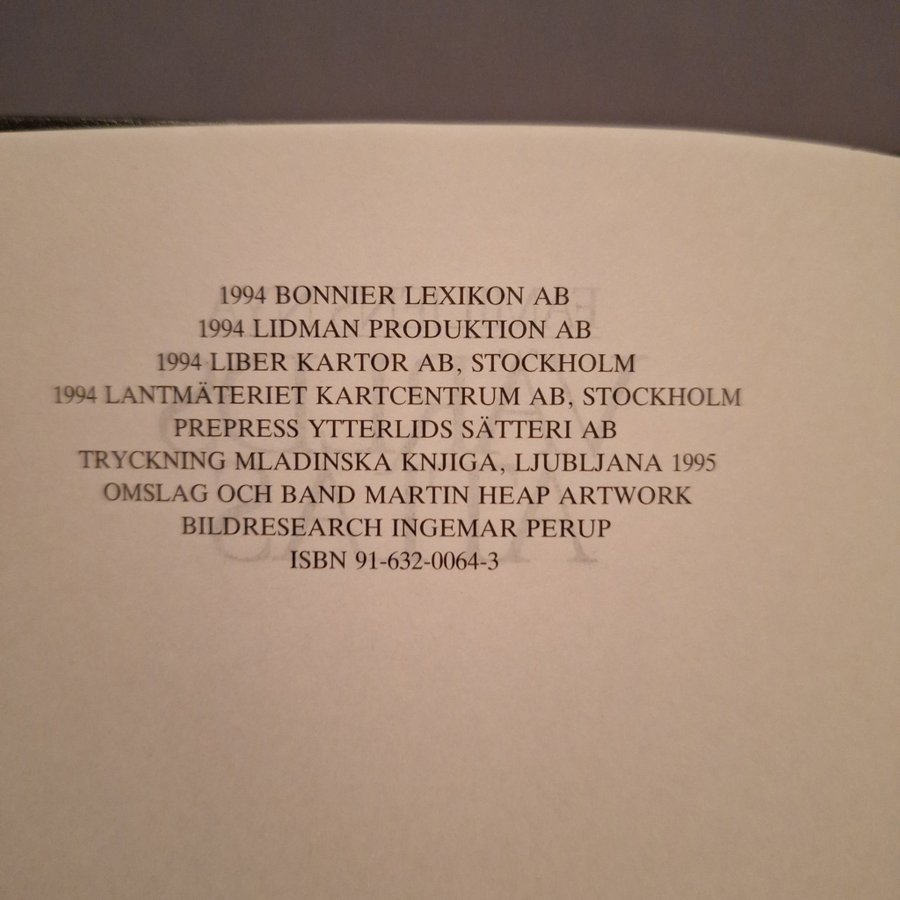 1994 BONNIER LEXIKON AB
1994 LIDMAN PRODUKTION AB
1994 LIBER KARTOR AB, STOCKHOLM
1994 LANTMÄTERIET KARTCENTRUM AB, STOCKHOLM
PREPRESS YTTERLIDS SÄTTERI AB
TRYCKNING MLADINSKA KNJIGA, LJUBLJANA 1995
OMSLAG OCH BAND MARTIN HEAP ARTWORK
BILDRESEARCH INGEMAR PERUP
ISBN 91-632-0064-3